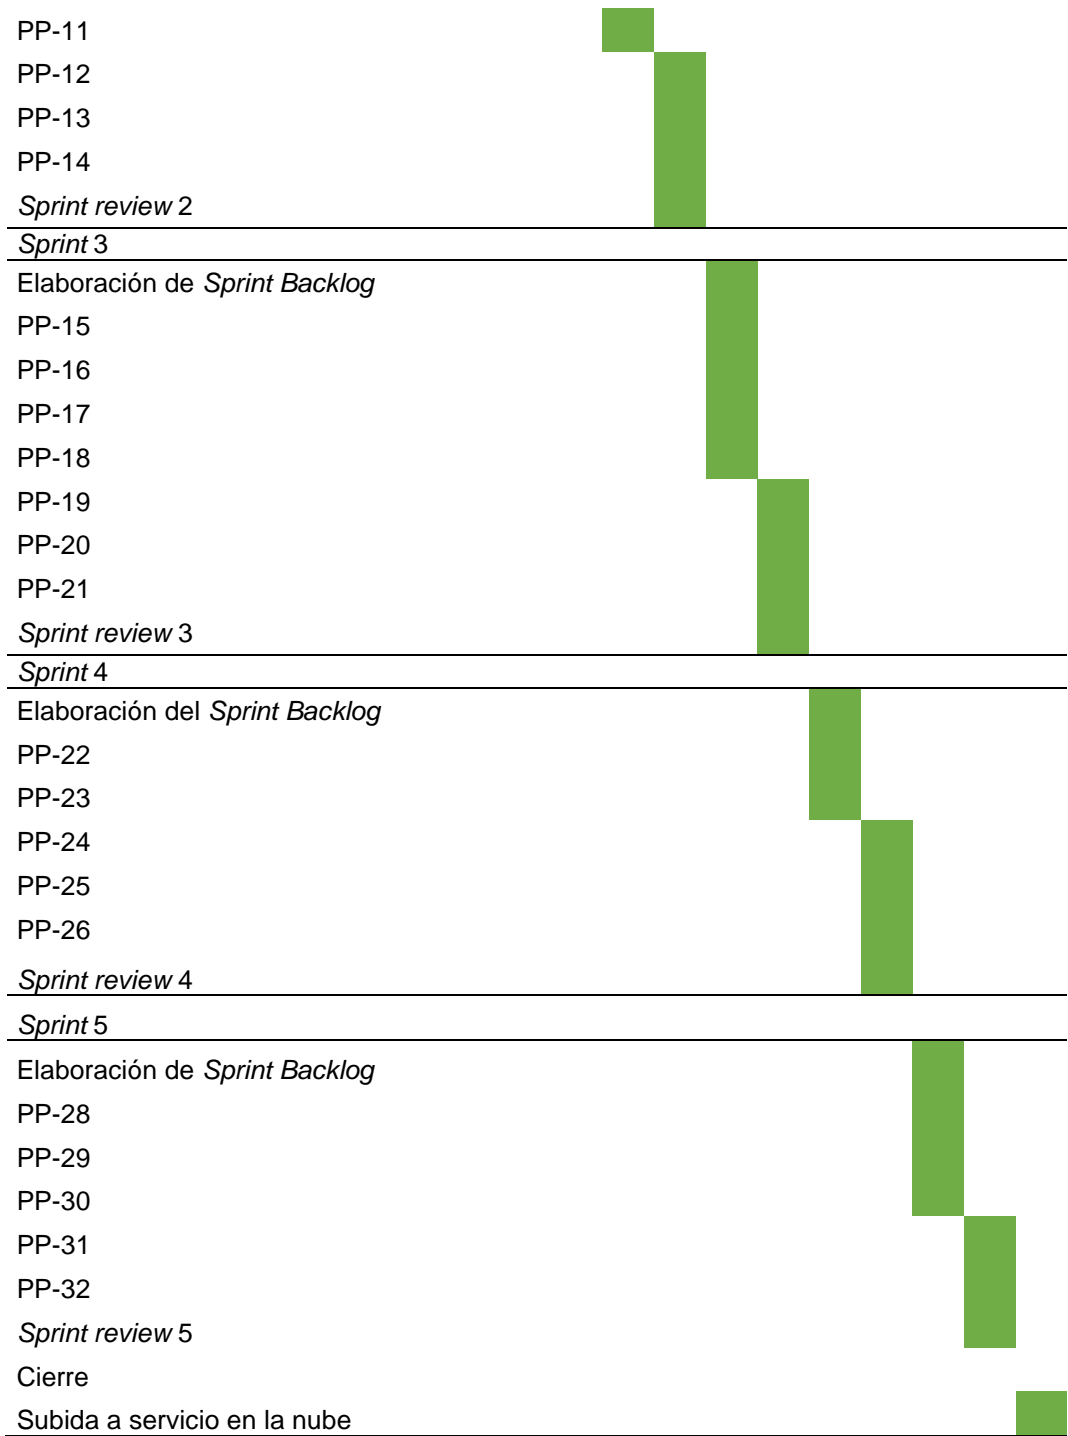 PP-11
PP-12
PP-13
PP-14
Sprint review 2
Sprint 3
Elaboración de Sprint Backlog
PP-15
PP-16
PP-17
PP-18
PP-19
PP-20
PP-21
Sprint review 3
Sprint 4
Elaboración del Sprint Backlog
PP-22
PP-23
PP-24
PP-25
PP-26
Sprint review 4
Sprint 5
Elaboración de Sprint Backlog
PP-28
PP-29
PP-30
PP-31
PP-32
Sprint review 5
Cierre
Subida a servicio en la nube